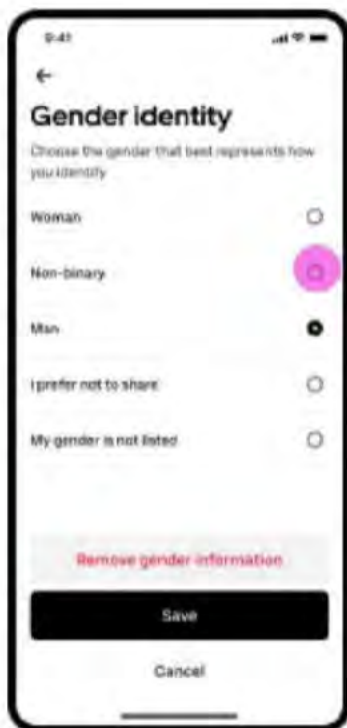 9:41
Gender identity
Choose the gender that best represents how
you identify
Woman
Non-binary
Man
I prefer not to share
My gender is not listed
Remove gender information
Save
Cancel